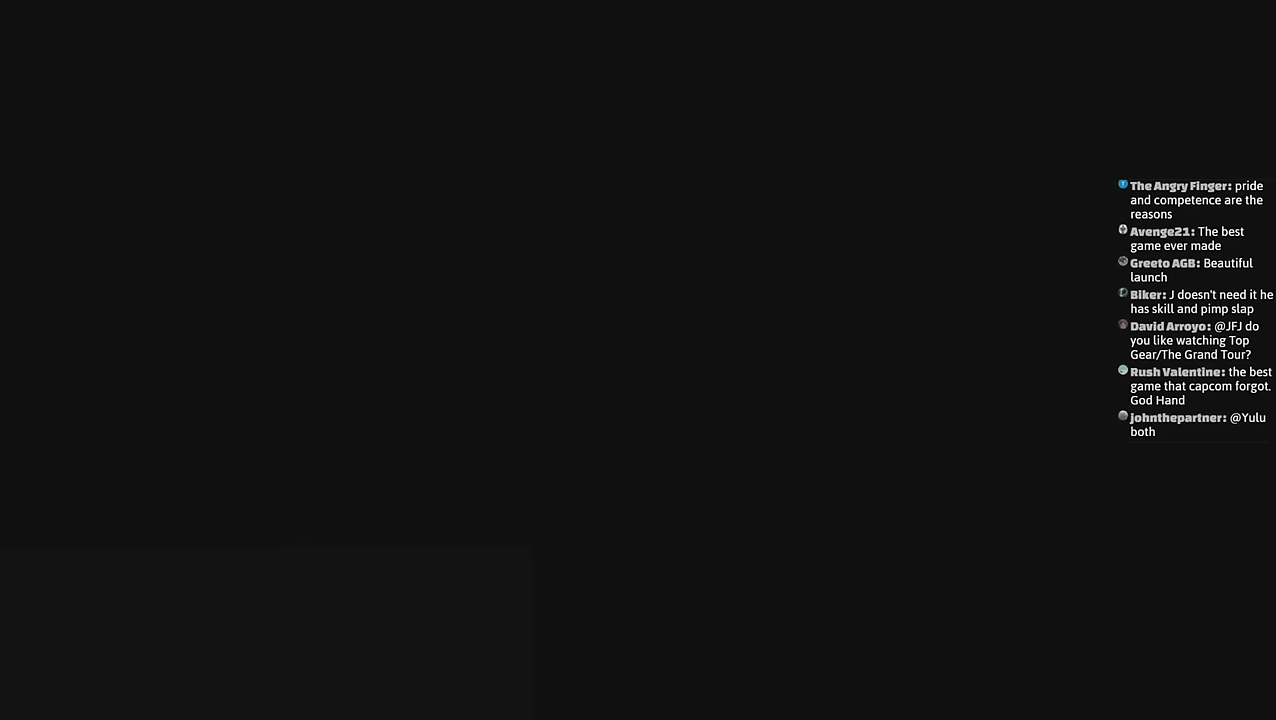 The Angry Finger: pride
and competence are the
reasons
Avenge21: The best
game ever made
Greeto AGB: Beautiful
launch
Biker: J doesn't need it he
has skill and pimp slap
David Arroyo: @JFJ do
you like watching Top
Gear/The Grand Tour?
Rush Valentine: the best
game that capcom forgot.
God Hand
johnthepartner: @Yulu
both